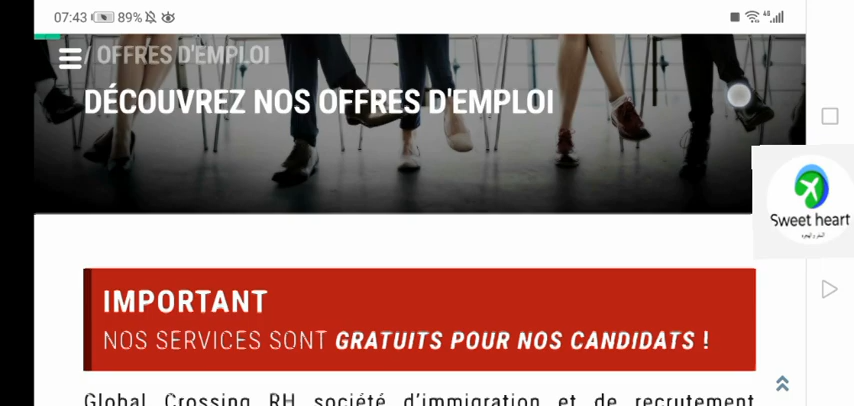 07:43 89% 4G
/ OFFRES D'EMPLOI
DÉCOUVREZ NOS OFFRES D'EMPLOI
Sweet heart
IMPORTANT
NOS SERVICES SONT GRATUITS POUR NOS CANDIDATS !
Global Crossing RH société d'immigration et de recrutement